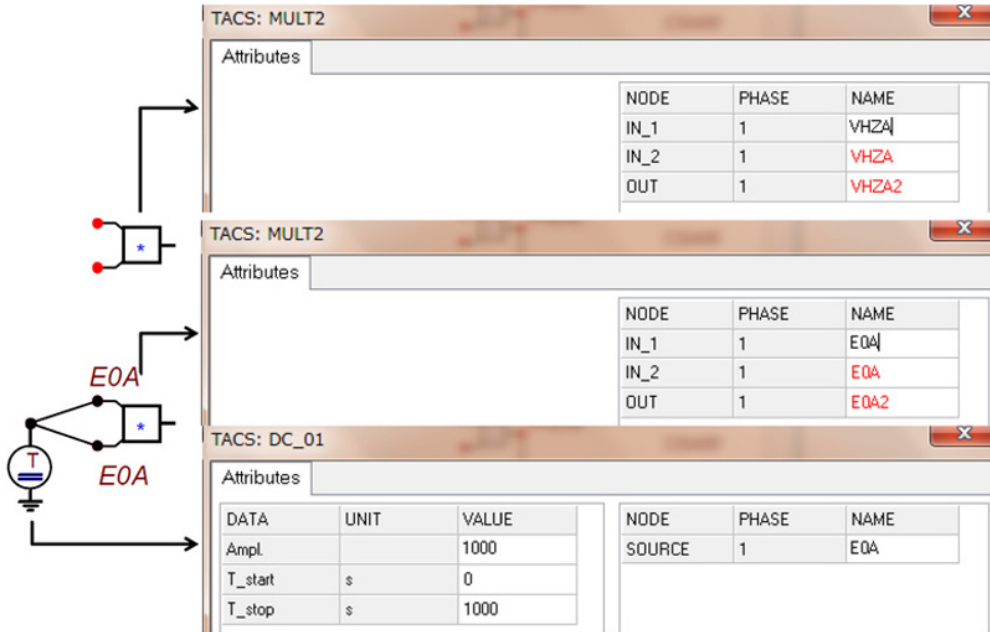 TACS: MULT2
X
Attributes
NODE PHASE NAME
IN_1 1 VHZA
IN_2 1 VHZA
OUT 1 VHZA2
*
TACS: MULT2
X
Attributes
NODE PHASE NAME
IN_1 1 E0A
IN_2 1 E0A
OUT 1 E0A2
E0A
*
E0A
T
TACS: DC_01
X
Attributes
DATA UNIT VALUE
Ampl. 1000
T_start s 0
T_stop s 1000
NODE PHASE NAME
SOURCE 1 E0A